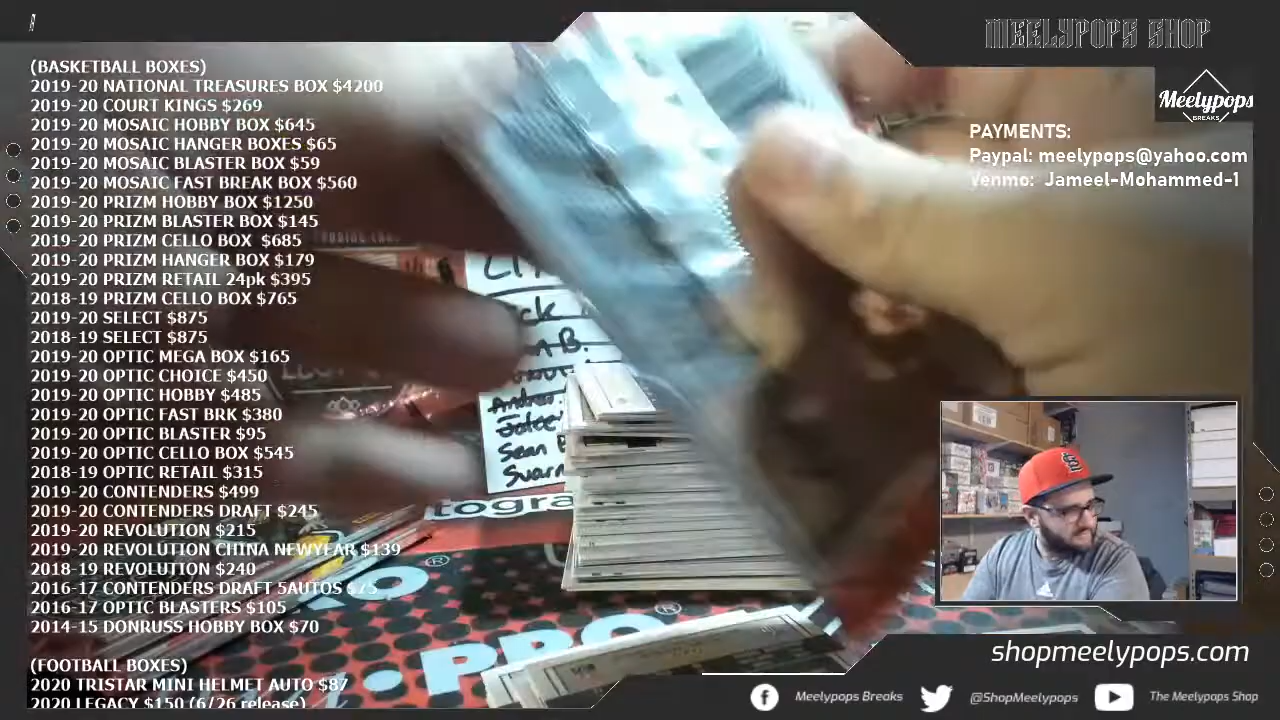 MEELYPOPS SHOP
Meelypops
BREAKS
PAYMENTS:
Paypal: meelypops@yahoo.com
Venmo: Jameel-Mohammed-1
(BASKETBALL BOXES)
2019-20 NATIONAL TREASURES BOX $4200
2019-20 COURT KINGS $269
2019-20 MOSAIC HOBBY BOX $645
2019-20 MOSAIC HANGER BOXES $65
2019-20 MOSAIC BLASTER BOX $59
2019-20 MOSAIC FAST BREAK BOX $560
2019-20 PRIZM HOBBY BOX $1250
2019-20 PRIZM BLASTER BOX $145
2019-20 PRIZM CELLO BOX $685
2019-20 PRIZM HANGER BOX $179
2019-20 PRIZM RETAIL 24pk $395
2018-19 PRIZM CELLO BOX $765
2019-20 SELECT $875
2018-19 SELECT $875
2019-20 OPTIC MEGA BOX $165
2019-20 OPTIC CHOICE $450
2019-20 OPTIC HOBBY $485
2019-20 OPTIC FAST BRK $380
2019-20 OPTIC BLASTER $95
2019-20 OPTIC CELLO BOX $545
2018-19 OPTIC RETAIL $315
2019-20 CONTENDERS $499
2019-20 CONTENDERS DRAFT $245
2019-20 REVOLUTION $215
2019-20 REVOLUTION CHINA NEWYEAR $139
2018-19 REVOLUTION $240
2016-17 CONTENDERS DRAFT 5AUTOS $75
2016-17 OPTIC BLASTERS $105
2014-15 DONRUSS HOBBY BOX $70
(FOOTBALL BOXES)
2020 TRISTAR MINI HELMET AUTO $87
2020 LEGACY $150 (6/26 release)
Sean
shopmeelypops.com
Meelypops Breaks
@ShopMeelypops
The Meelypops Shop